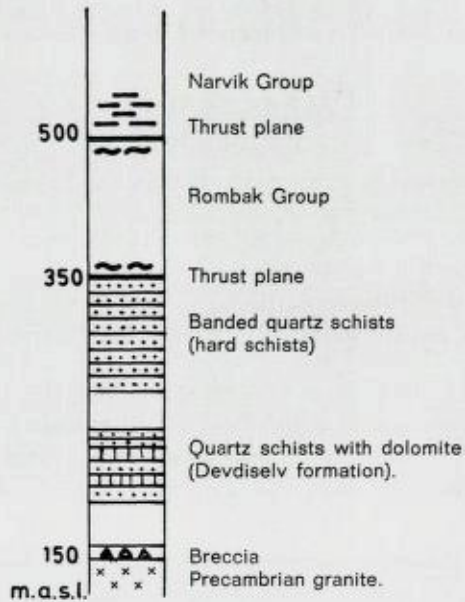 Narvik Group
500 Thrust plane
Rombak Group
350 Thrust plane
Banded quartz schists
(hard schists)
Quartz schists with dolomite
(Devdiselv formation).
150 Breccia
m.a.s.l. Precambrian granite.